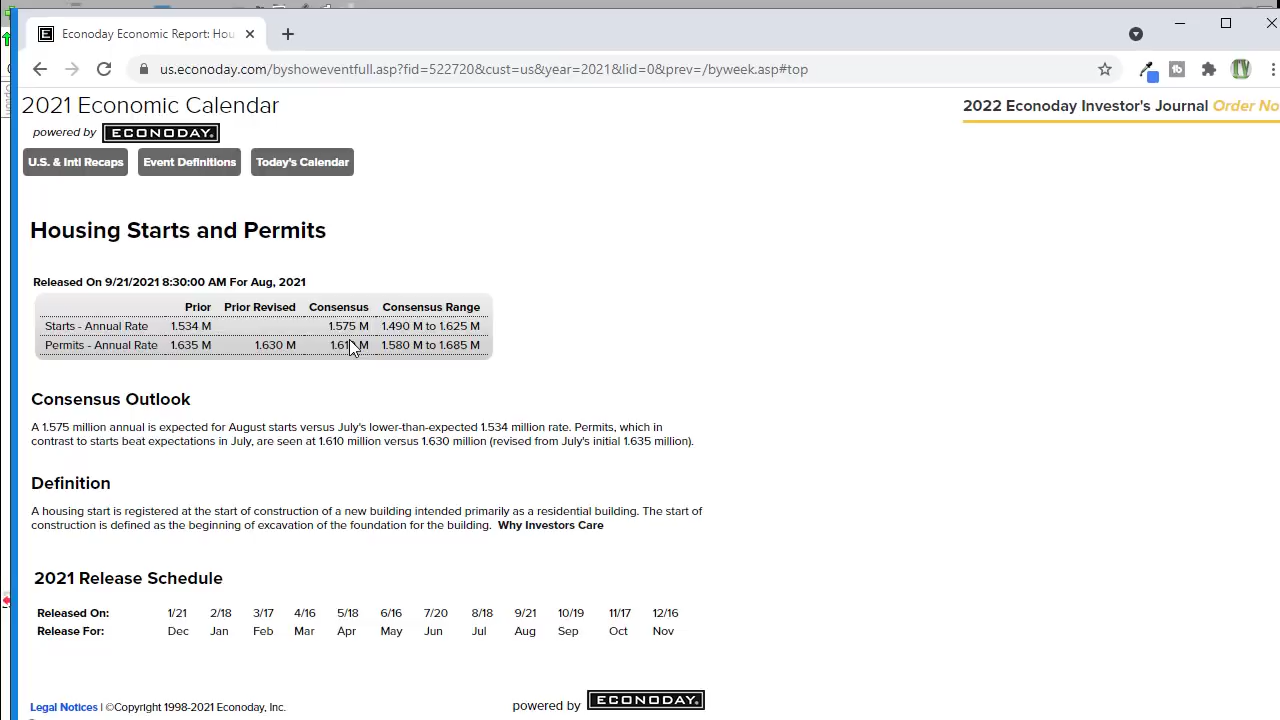 Econoday Economic Report: Hou
us.econoday.com/byshoweventfull.asp?fid=522720&cust=us&year=2021&lid=0&prev=/byweek.asp#top
2021 Economic Calendar
2022 Econoday Investor's Journal Order No
powered by ECONODAY.
U.S. & Intl Recaps Event Definitions Today's Calendar
Housing Starts and Permits
Released On 9/21/2021 8:30:00 AM For Aug, 2021
Prior Prior Revised Consensus Consensus Range
Starts - Annual Rate 1.534 M 1.575 M 1.490 M to 1.625 M
Permits - Annual Rate 1.635 M 1.630 M M 1.580 M to 1.685 M
Consensus Outlook
A 1.575 million annual is expected for August starts versus July's lower-than-expected 1.534 million rate. Permits, which in
contrast to starts beat expectations in July, are seen at 1.610 million versus 1.630 million (revised from July's initial 1.635 million).
Definition
A housing start is registered at the start of construction of a new building intended primarily as a residential building. The start of
construction is defined as the beginning of excavation of the foundation for the building. Why Investors Care
2021 Release Schedule
Released On: 1/21 2/18 3/17 4/16 5/18 6/16 7/20 8/18 9/21 10/19 11/17 12/16
Release For: Dec Jan Feb Mar Apr May Jun Jul Aug Sep Oct Nov
powered by ECONODAY.
Legal Notices | ©Copyright 1998-2021 Econoday, Inc.